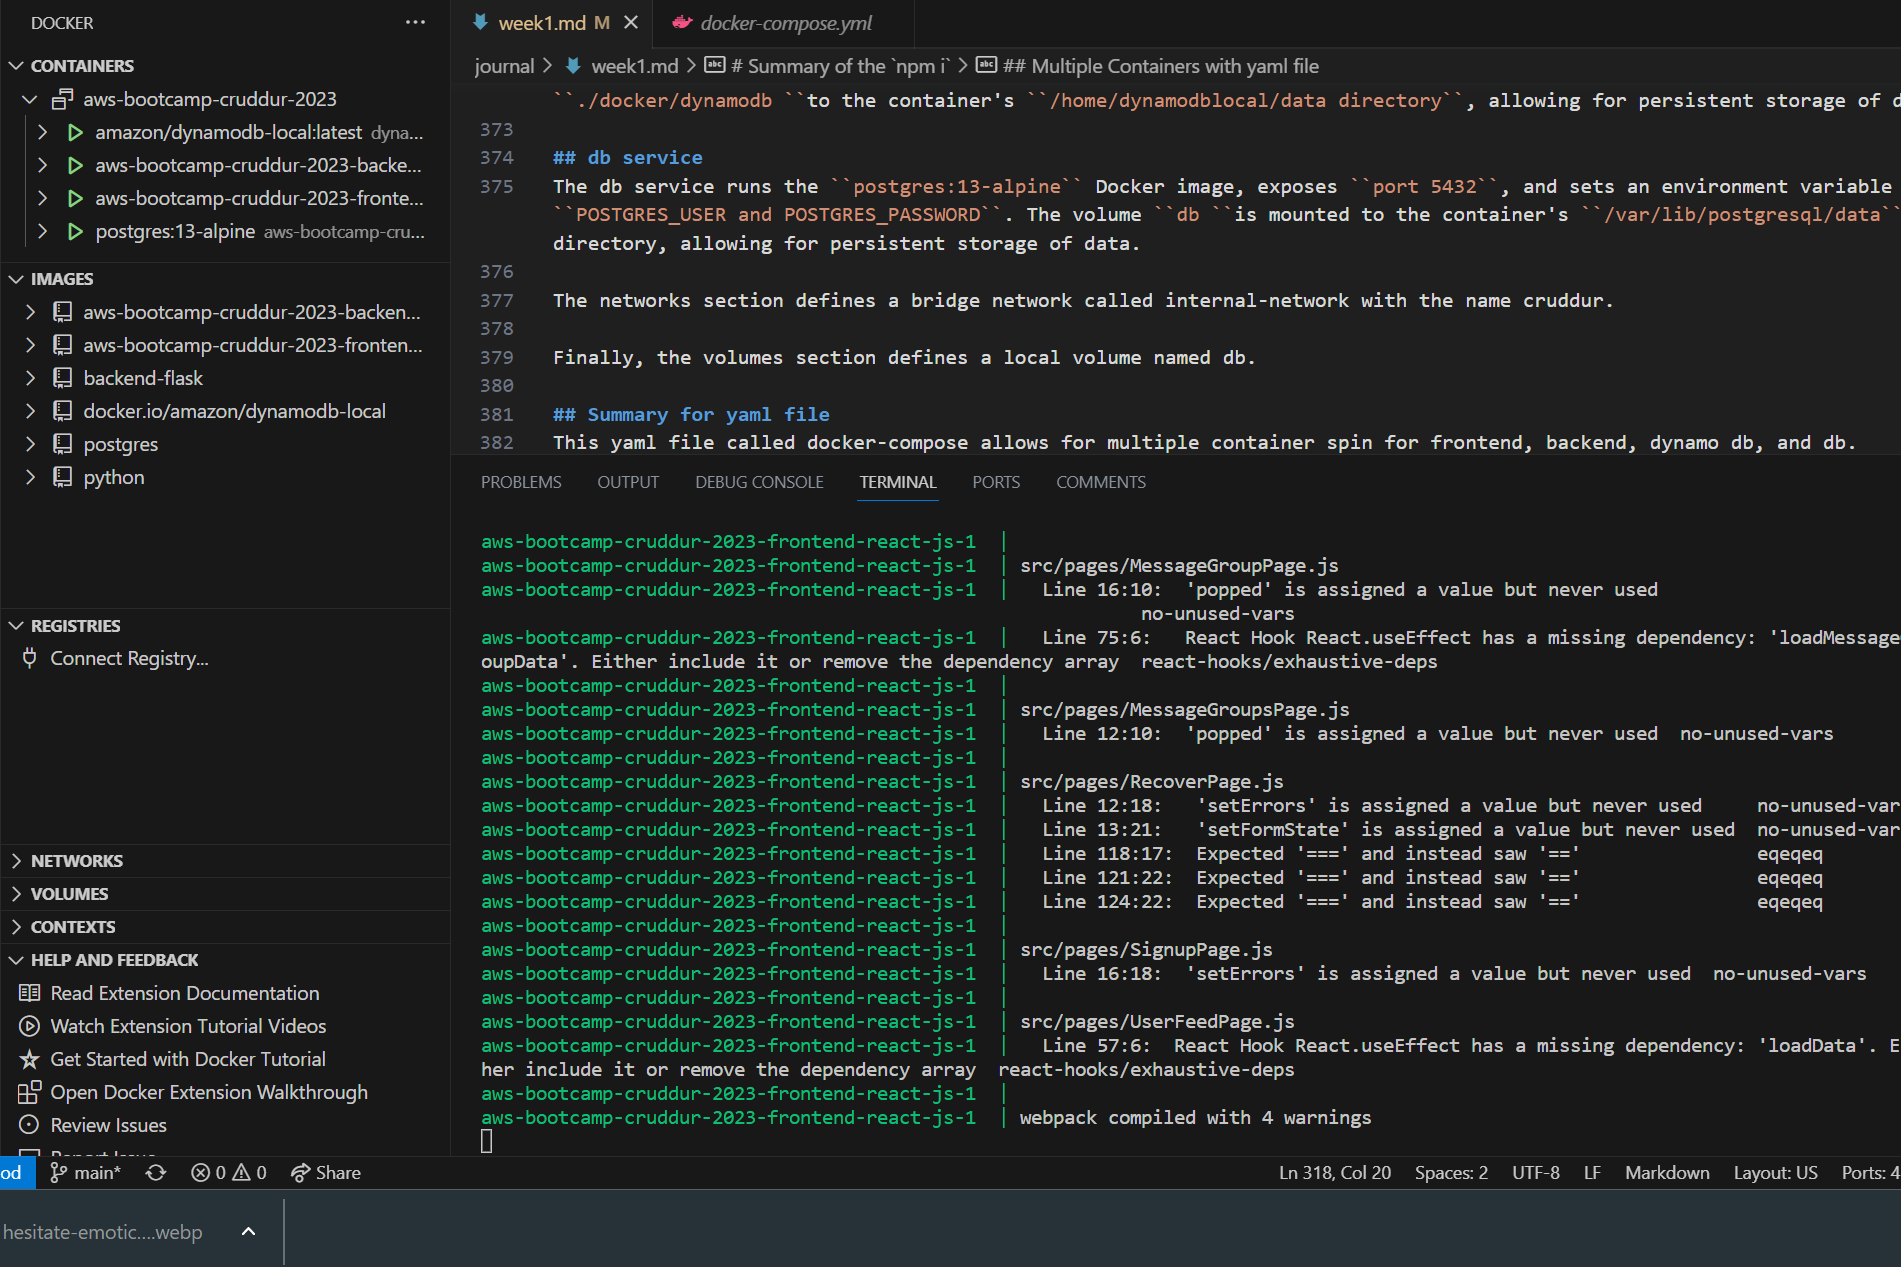 DOCKER
CONTAINERS
aws-bootcamp-cruddur-2023
amazon/dynamodb-local:latest dyna...
aws-bootcamp-cruddur-2023-backe...
aws-bootcamp-cruddur-2023-fronte...
postgres:13-alpine aws-bootcamp-cru...
IMAGES
aws-bootcamp-cruddur-2023-backen...
aws-bootcamp-cruddur-2023-fronten...
backend-flask
docker.io/amazon/dynamodb-local
postgres
python
REGISTRIES
Connect Registry...
NETWORKS
VOLUMES
CONTEXTS
HELP AND FEEDBACK
Read Extension Documentation
Watch Extension Tutorial Videos
Get Started with Docker Tutorial
Open Docker Extension Walkthrough
Review Issues
week1.md M docker-compose.yml
journal > week1.md > # Summary of the `npm i` > ## Multiple Containers with yaml file
``./docker/dynamodb ``to the container's ``/home/dynamodblocal/data directory``, allowing for persistent storage of d
373
374 ## db service
375 The db service runs the ``postgres:13-alpine`` Docker image, exposes ``port 5432``, and sets an environment variable
``POSTGRES_USER and POSTGRES_PASSWORD``. The volume ``db ``is mounted to the container's ``/var/lib/postgresql/data``
directory, allowing for persistent storage of data.
376
377 The networks section defines a bridge network called internal-network with the name cruddur.
378
379 Finally, the volumes section defines a local volume named db.
380
381 ## Summary for yaml file
382 This yaml file called docker-compose allows for multiple container spin for frontend, backend, dynamo db, and db.
PROBLEMS OUTPUT DEBUG CONSOLE TERMINAL PORTS COMMENTS
aws-bootcamp-cruddur-2023-frontend-react-js-1 |
aws-bootcamp-cruddur-2023-frontend-react-js-1 | src/pages/MessageGroupPage.js
aws-bootcamp-cruddur-2023-frontend-react-js-1 | Line 16:10: 'popped' is assigned a value but never used
no-unused-vars
aws-bootcamp-cruddur-2023-frontend-react-js-1 | Line 75:6: React Hook React.useEffect has a missing dependency: 'loadMessage
oupData'. Either include it or remove the dependency array react-hooks/exhaustive-deps
aws-bootcamp-cruddur-2023-frontend-react-js-1 |
aws-bootcamp-cruddur-2023-frontend-react-js-1 | src/pages/MessageGroupsPage.js
aws-bootcamp-cruddur-2023-frontend-react-js-1 | Line 12:10: 'popped' is assigned a value but never used no-unused-vars
aws-bootcamp-cruddur-2023-frontend-react-js-1 |
aws-bootcamp-cruddur-2023-frontend-react-js-1 | src/pages/RecoverPage.js
aws-bootcamp-cruddur-2023-frontend-react-js-1 | Line 12:18: 'setErrors' is assigned a value but never used no-unused-var
aws-bootcamp-cruddur-2023-frontend-react-js-1 | Line 13:21: 'setFormState' is assigned a value but never used no-unused-var
aws-bootcamp-cruddur-2023-frontend-react-js-1 | Line 118:17: Expected '===' and instead saw '==' eqeqeq
aws-bootcamp-cruddur-2023-frontend-react-js-1 | Line 121:22: Expected '===' and instead saw '==' eqeqeq
aws-bootcamp-cruddur-2023-frontend-react-js-1 | Line 124:22: Expected '===' and instead saw '==' eqeqeq
aws-bootcamp-cruddur-2023-frontend-react-js-1 |
aws-bootcamp-cruddur-2023-frontend-react-js-1 | src/pages/SignupPage.js
aws-bootcamp-cruddur-2023-frontend-react-js-1 | Line 16:18: 'setErrors' is assigned a value but never used no-unused-vars
aws-bootcamp-cruddur-2023-frontend-react-js-1 |
aws-bootcamp-cruddur-2023-frontend-react-js-1 | src/pages/UserFeedPage.js
aws-bootcamp-cruddur-2023-frontend-react-js-1 | Line 57:6: React Hook React.useEffect has a missing dependency: 'loadData'. E
her include it or remove the dependency array react-hooks/exhaustive-deps
aws-bootcamp-cruddur-2023-frontend-react-js-1 |
aws-bootcamp-cruddur-2023-frontend-react-js-1 | webpack compiled with 4 warnings
od main* 0 0 Share Ln 318, Col 20 Spaces: 2 UTF-8 LF Markdown Layout: US Ports: 4
hesitate-emotic....webp